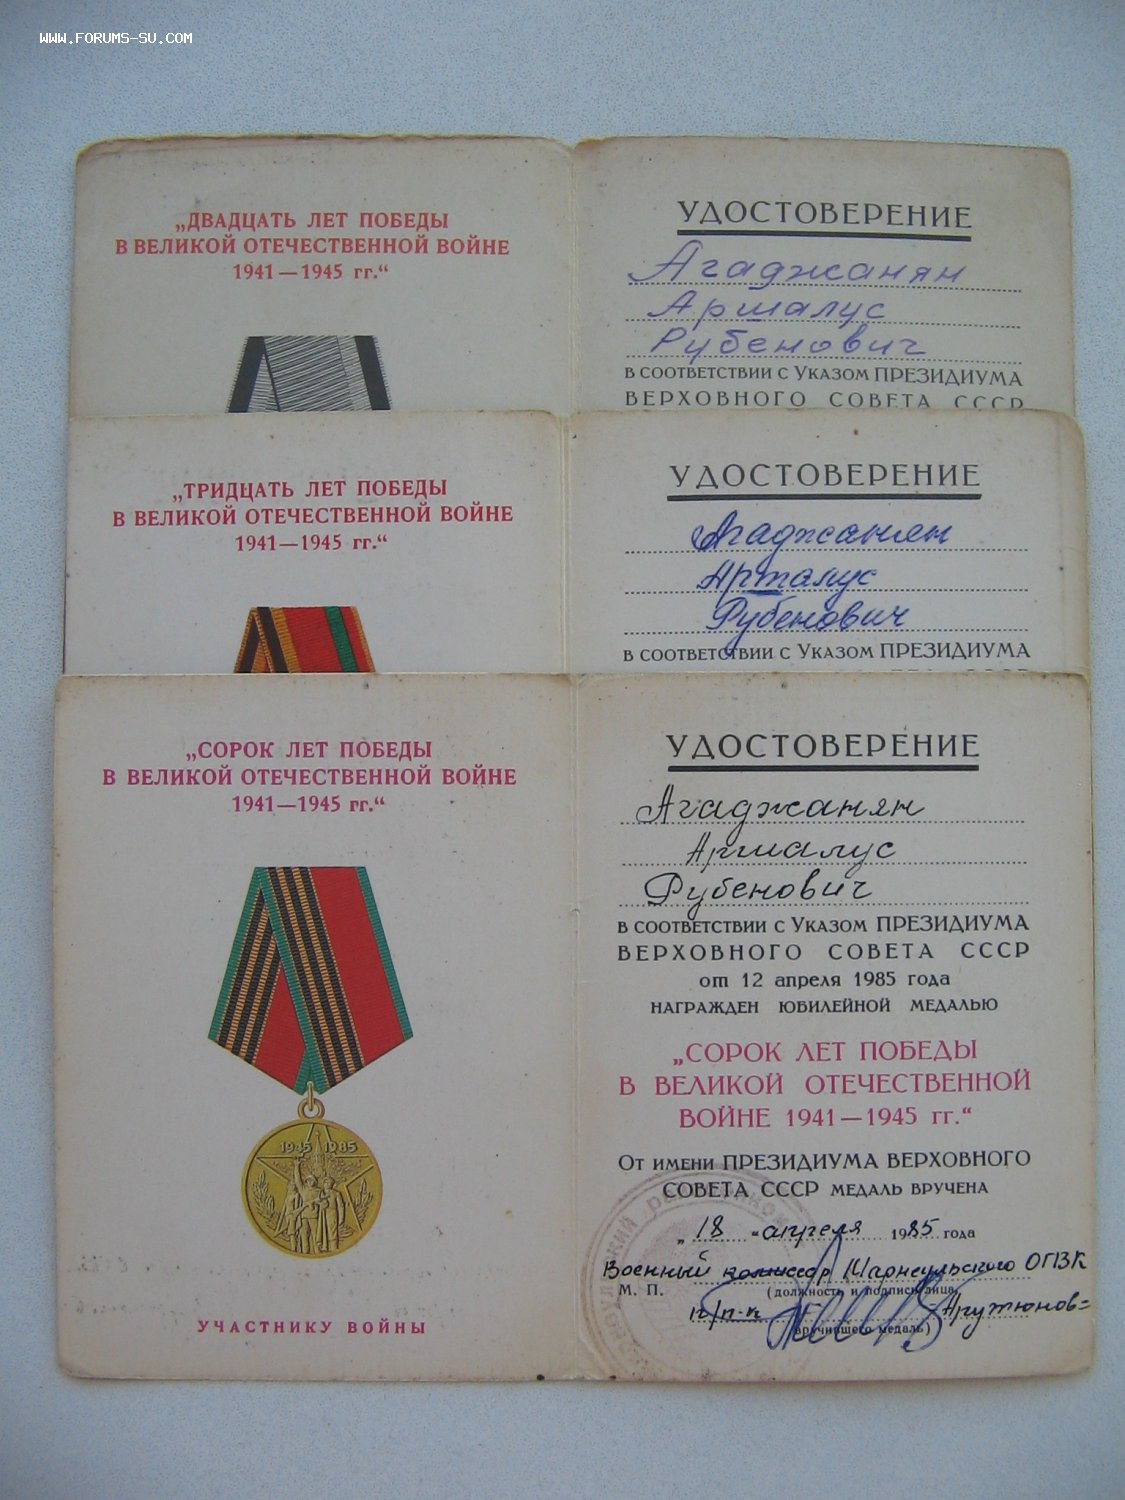 WWW.FORUMS-SU.COM
„ДВАДЦАТЬ ЛЕТ ПОБЕДЫ
В ВЕЛИКОЙ ОТЕЧЕСТВЕННОЙ ВОЙНЕ
1941—1945 гг.“
УДОСТОВЕРЕНИЕ
Агаджанян
Аршалус
Рубенович
в соответствии с Указом ПРЕЗИДИУМА
ВЕРХОВНОГО СОВЕТА СССР
„ТРИДЦАТЬ ЛЕТ ПОБЕДЫ
В ВЕЛИКОЙ ОТЕЧЕСТВЕННОЙ ВОЙНЕ
1941—1945 гг.“
УДОСТОВЕРЕНИЕ
Агаджанян
Аршалус
Рубенович
в соответствии с Указом ПРЕЗИДИУМА
„СОРОК ЛЕТ ПОБЕДЫ
В ВЕЛИКОЙ ОТЕЧЕСТВЕННОЙ ВОЙНЕ
1941—1945 гг.“
1945 1985
УЧАСТНИКУ ВОЙНЫ
УДОСТОВЕРЕНИЕ
Агаджанян
Аршалус
Рубенович
в соответствии с Указом ПРЕЗИДИУМА
ВЕРХОВНОГО СОВЕТА СССР
от 12 апреля 1985 года
награжден юбилейной медалью
„СОРОК ЛЕТ ПОБЕДЫ
В ВЕЛИКОЙ ОТЕЧЕСТВЕННОЙ
ВОЙНЕ 1941—1945 гг.“
От имени ПРЕЗИДИУМА ВЕРХОВНОГО
СОВЕТА СССР медаль вручена
„18“ апреля 1985 года
Военный комиссар Марнеульского ОГВК
М. П. (должность и подпись лица,
п/п-к
вручившего медаль)